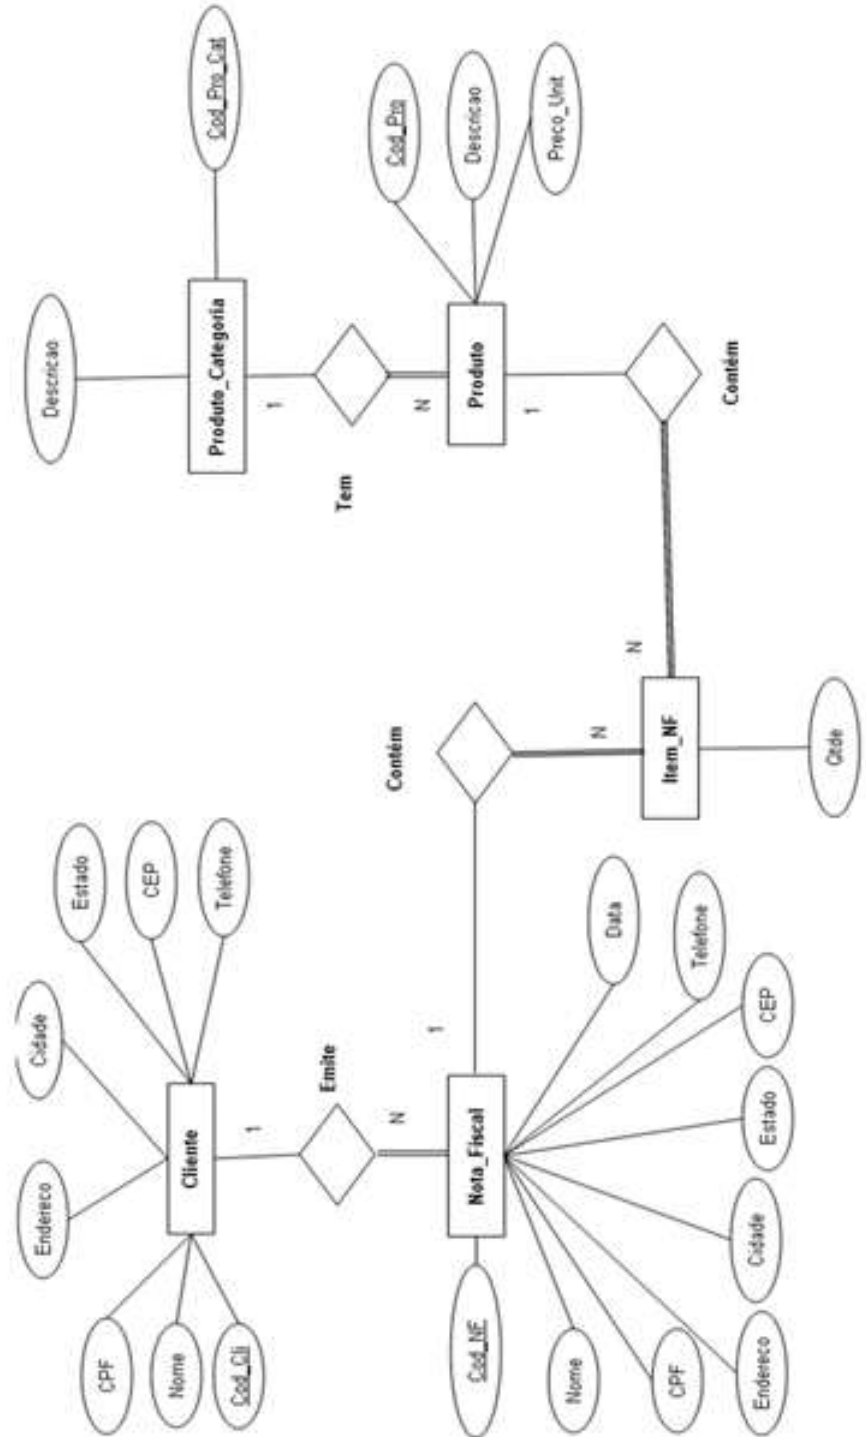 Endereco
Cidade
Estado
CEP
Telefone
CPF
Nome
Cod_Cli
Cliente
1
Emite
N
Cod_NF
Nota_Fiscal
1
Contém
N
Nome
CPF
Endereco
Cidade
Estado
CEP
Telefone
Data
Item_NF
Qtde
N
Contém
1
Produto
Cod_Pro
Descricao
Preco_Unit
N
Tem
1
Produto_Categoria
Descricao
Cod_Pro_Cat